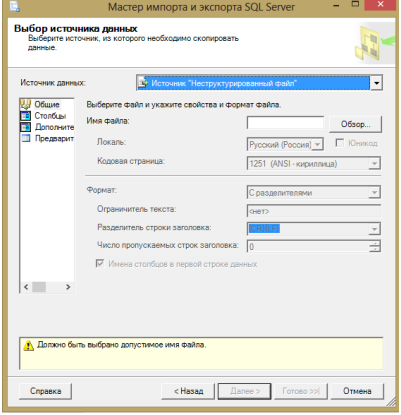 Мастер импорта и экспорта SQL Server
Выбор источника данных
Выберите источник, из которого необходимо скопировать
данные.
Источник данных:
Источник "Неструктурированный файл"
Общие
Столбцы
Дополните
Предварит
Выберите файл и укажите свойства и формат файла.
Имя файла:
Обзор...
Локаль:
Русский (Россия)
Юникод
Кодовая страница:
1251 (ANSI - кириллица)
Формат:
С разделителями
Ограничитель текста:
<нет>
Разделитель строки заголовка:
{CR}{LF}
Число пропускаемых строк заголовка:
0
Имена столбцов в первой строке данных
Должно быть выбрано допустимое имя файла.
Справка
< Назад
Далее >
Готово >>|
Отмена